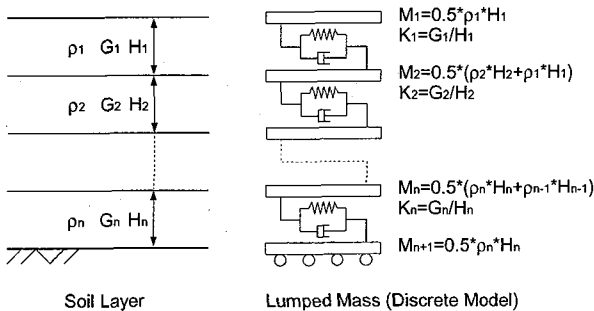 ρ1 G1 H1
ρ2 G2 H2
ρn Gn Hn
Soil Layer
M1=0.5*ρ1*H1
K1=G1/H1
M2=0.5*(ρ2*H2+ρ1*H1)
K2=G2/H2
Mn=0.5*(ρn*Hn+ρn-1*Hn-1)
Kn=Gn/Hn
Mn+1=0.5*ρn*Hn
Lumped Mass (Discrete Model)